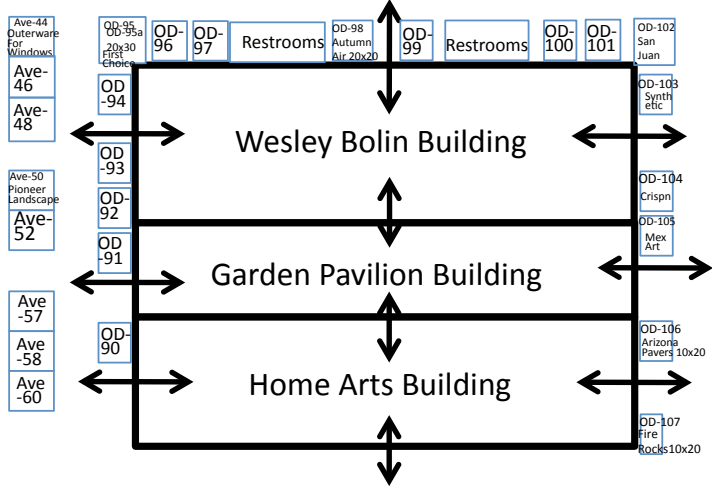 Ave-44
Outerware
For
Windows
Ave-
46
Ave-
48
Ave-50
Pioneer
Landscape
Ave-
52
Ave
-57
Ave
-58
Ave
-60
OD-95
OD-95a
20x30
First
Choice
OD-
96
OD-
97
Restrooms
OD-98
Autumn
Air 20x20
OD-
99
Restrooms
OD-
100
OD-
101
OD-102
San
Juan
OD
-94
OD
-93
OD-
92
OD
-91
OD-
90
Wesley Bolin Building
Garden Pavilion Building
Home Arts Building
OD-103
Synth
etic
OD-104
Crispn
OD-105
Mex
Art
OD-106
Arizona
Pavers 10x20
OD-107
Fire
Rocks10x20